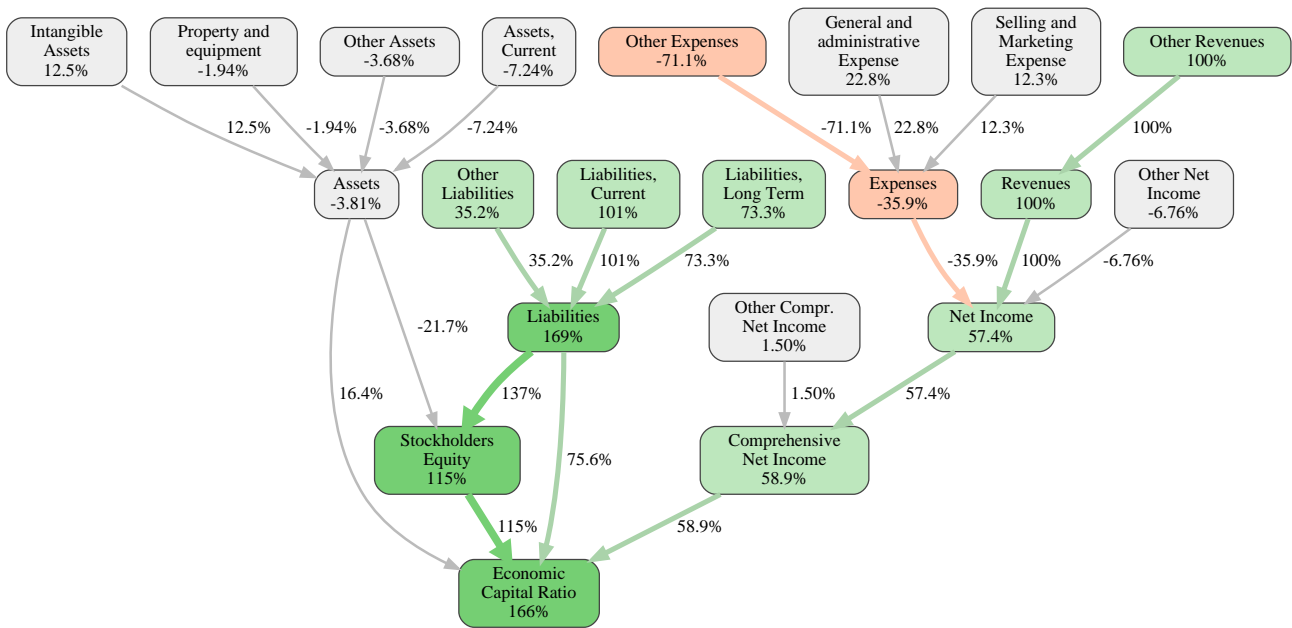 Intangible
Assets
12.5%
Property and
equipment
-1.94%
Other Assets
-3.68%
Assets,
Current
-7.24%
Other Expenses
-71.1%
General and
administrative
Expense
22.8%
Selling and
Marketing
Expense
12.3%
Other Revenues
100%
12.5%
-1.94%
-3.68%
-7.24%
-71.1%
22.8%
12.3%
100%
Assets
-3.81%
Other
Liabilities
35.2%
Liabilities,
Current
101%
Liabilities,
Long Term
73.3%
Expenses
-35.9%
Revenues
100%
Other Net
Income
-6.76%
35.2%
101%
73.3%
-35.9%
100%
-6.76%
Liabilities
169%
Other Compr.
Net Income
1.50%
Net Income
57.4%
-21.7%
16.4%
137%
1.50%
57.4%
Stockholders
Equity
115%
75.6%
Comprehensive
Net Income
58.9%
115%
58.9%
Economic
Capital Ratio
166%